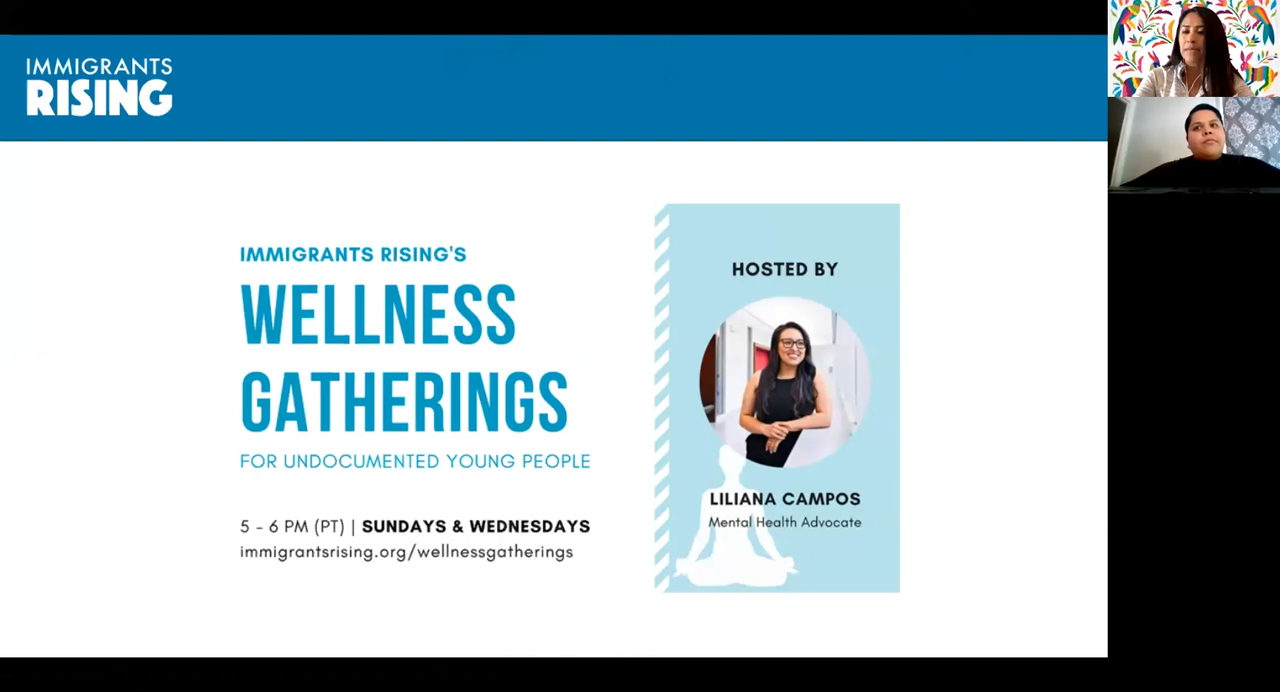 IMMIGRANTS
RISING
IMMIGRANTS RISING'S
WELLNESS
GATHERINGS
FOR UNDOCUMENTED YOUNG PEOPLE
5 - 6 PM (PT) | SUNDAYS & WEDNESDAYS
immigrantsrising.org/wellnessgatherings
HOSTED BY
LILIANA CAMPOS
Mental Health Advocate